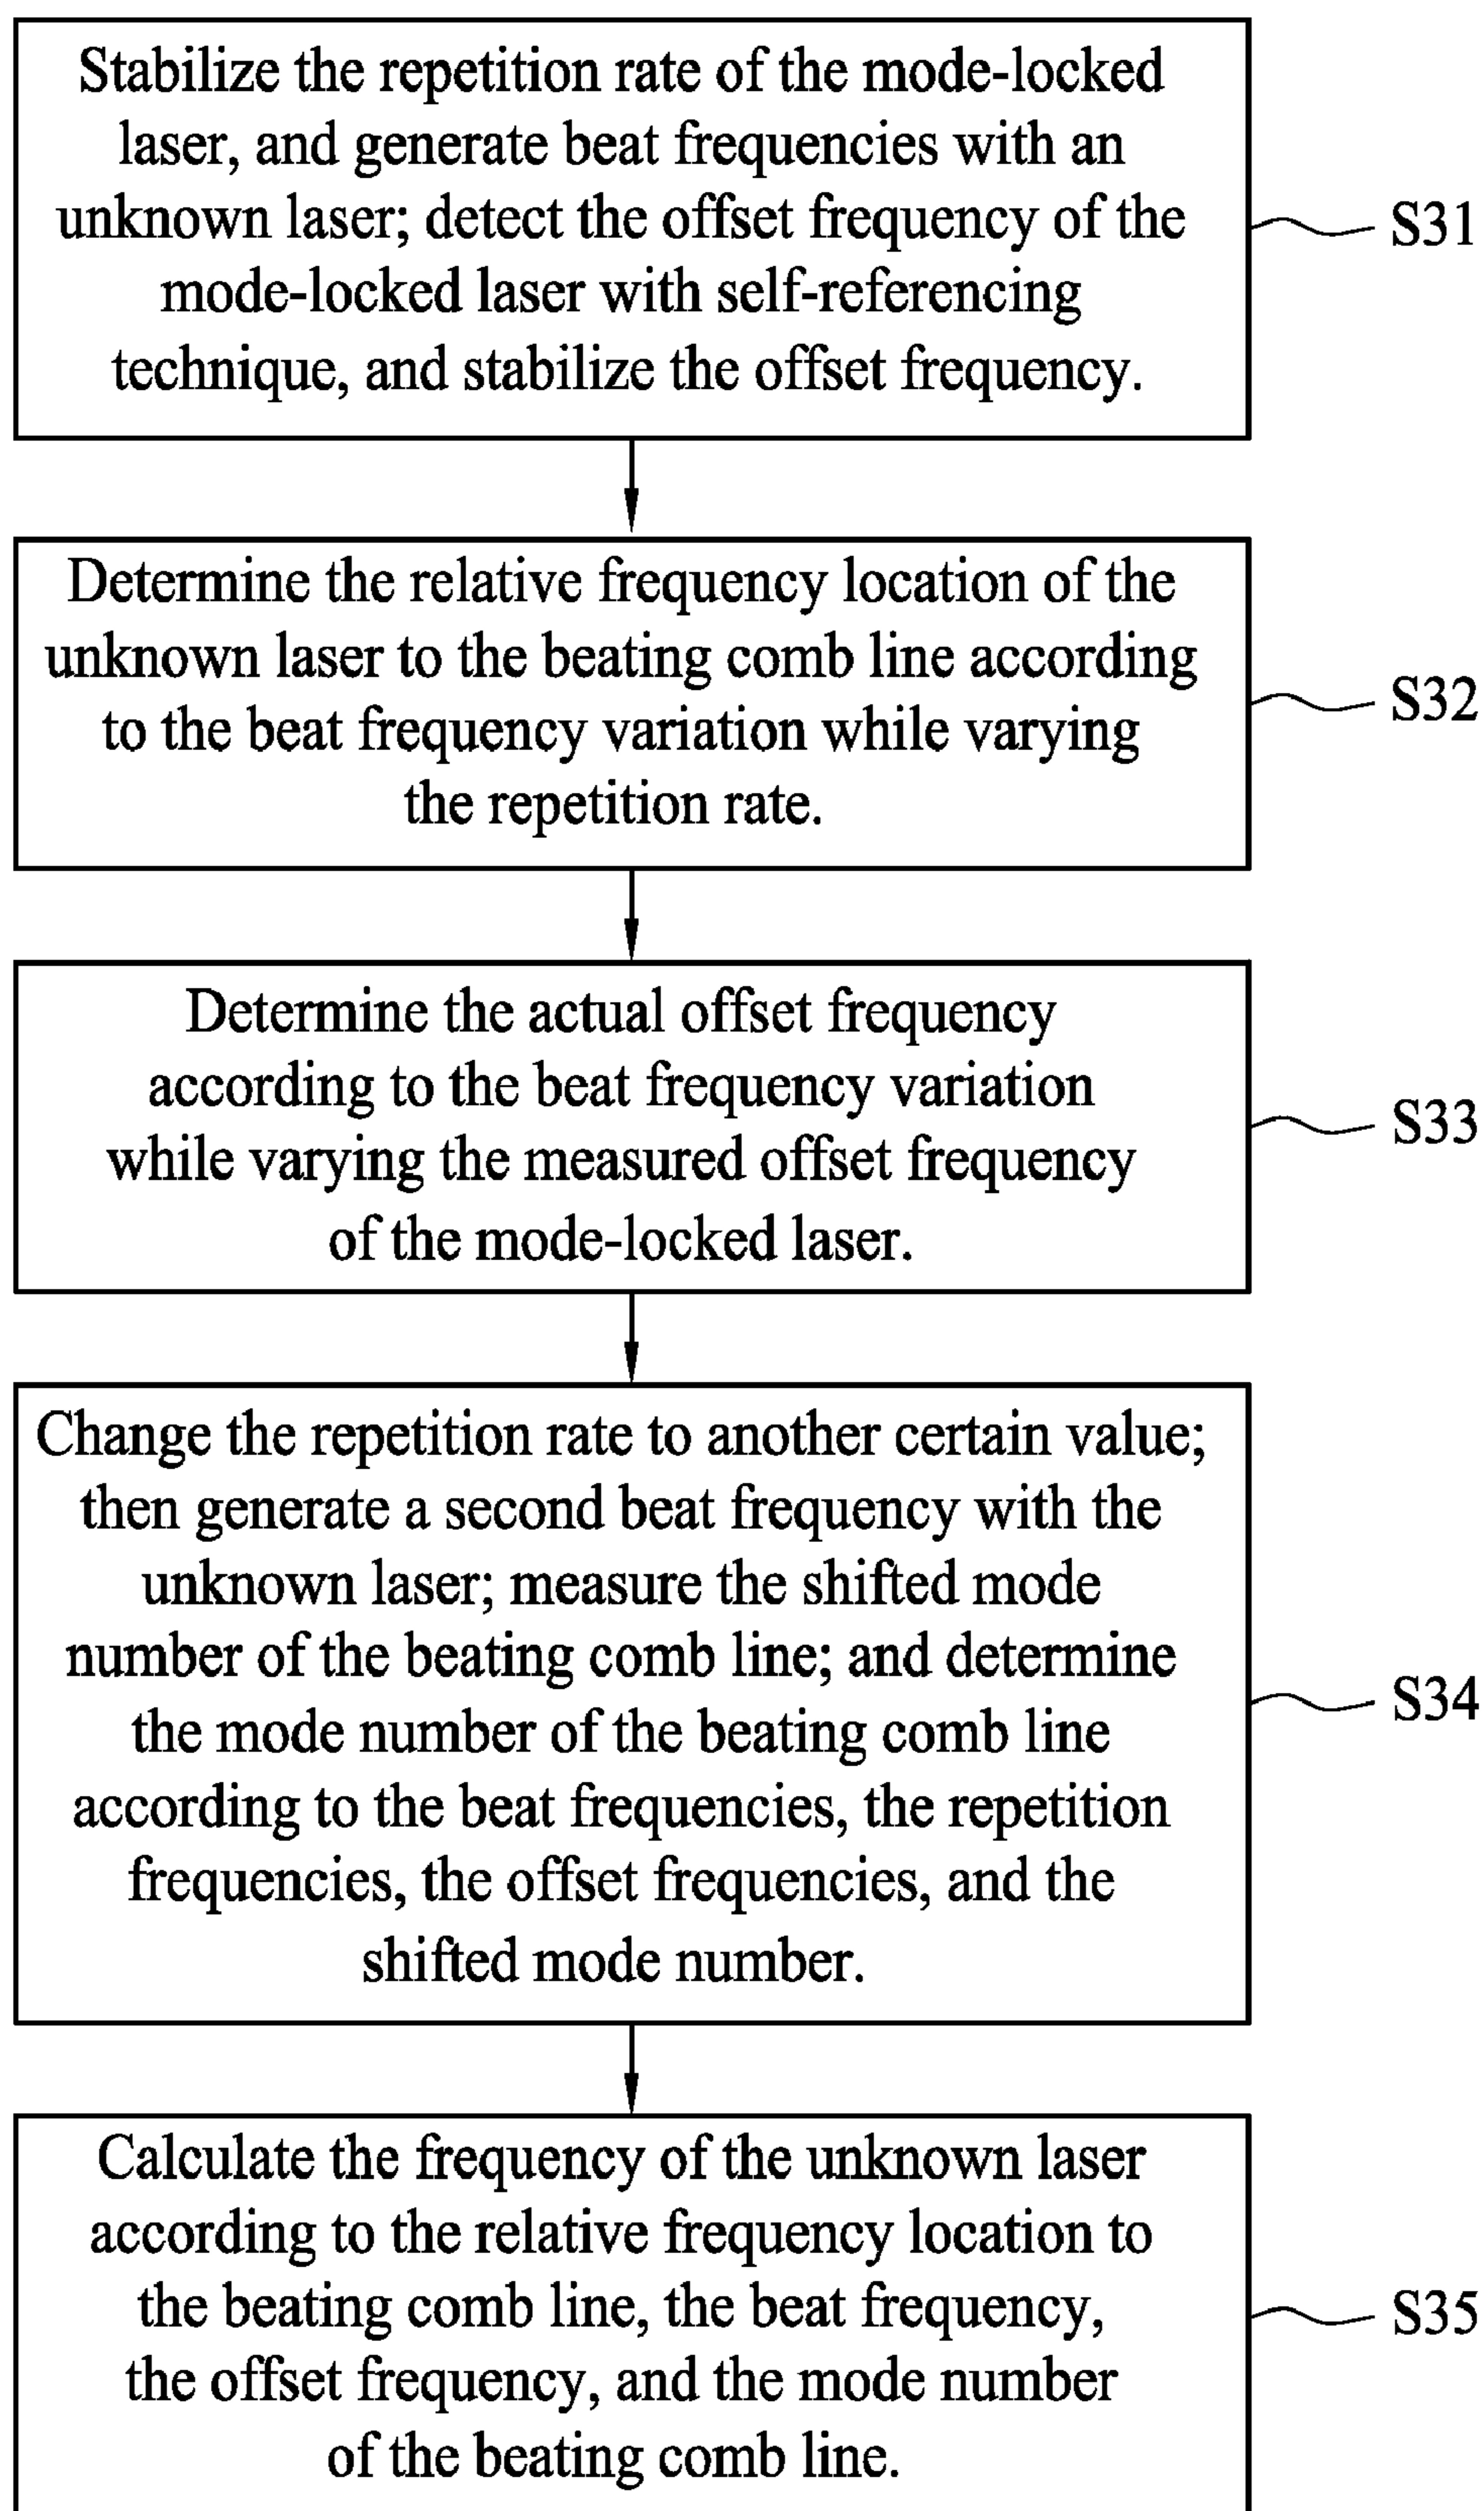 Stabilize the repetition rate of the mode-locked
laser, and generate beat frequencies with an
unknown laser; detect the offset frequency of the
mode-locked laser with self-referencing
technique, and stabilize the offset frequency.
S31
Determine the relative frequency location of the
unknown laser to the beating comb line according
to the beat frequency variation while varying
the repetition rate.
S32
Determine the actual offset frequency
according to the beat frequency variation
while varying the measured offset frequency
of the mode-locked laser.
S33
Change the repetition rate to another certain value;
then generate a second beat frequency with the
unknown laser; measure the shifted mode
number of the beating comb line; and determine
the mode number of the beating comb line
according to the beat frequencies, the repetition
frequencies, the offset frequencies, and the
shifted mode number.
S34
Calculate the frequency of the unknown laser
according to the relative frequency location to
the beating comb line, the beat frequency,
the offset frequency, and the mode number
of the beating comb line.
S35